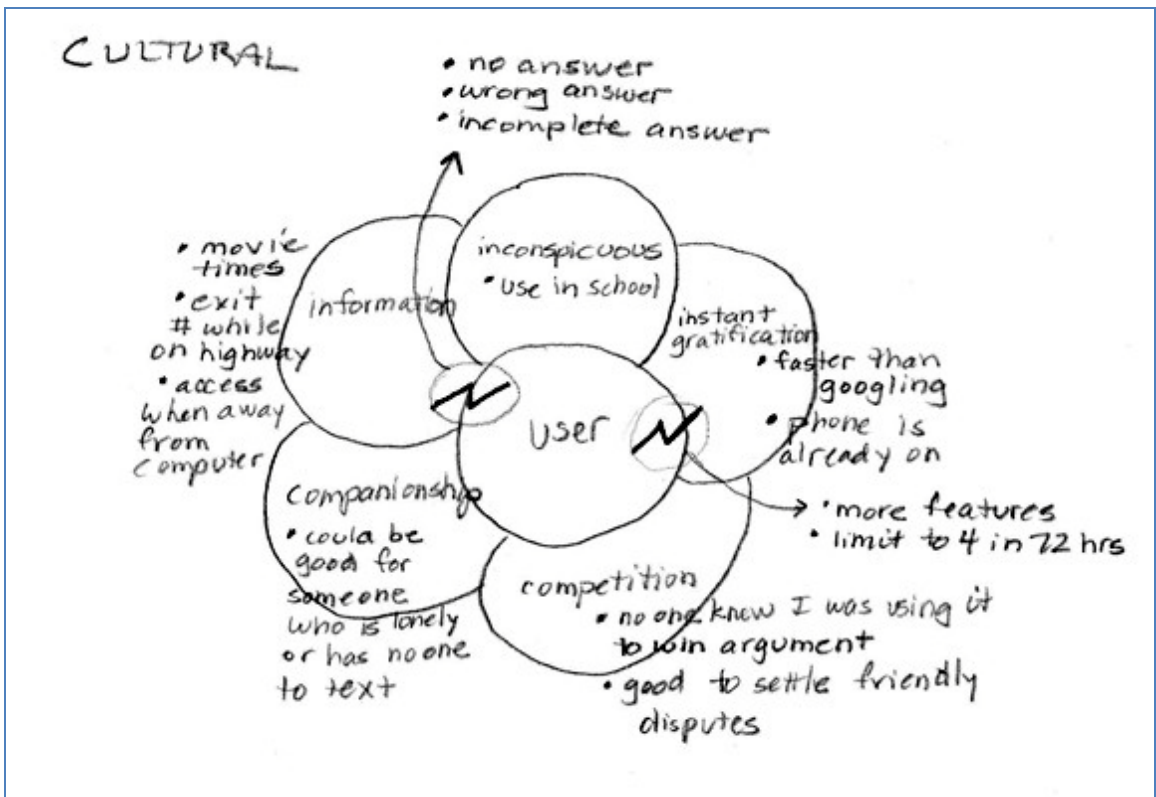 CULTURAL
• no answer
• wrong answer
• incomplete answer
inconspicuous
• use in school
information
• movie
times
• exit
# while
on highway
• access
when away
from
computer
instant
gratification
• faster than
googling
• phone is
already on
user
• more features
• limit to 4 in 72 hrs
companionship
• could be
good for
someone
who is lonely
or has no one
to text
competition
• no one knew I was using it
to win argument
• good to settle friendly
disputes